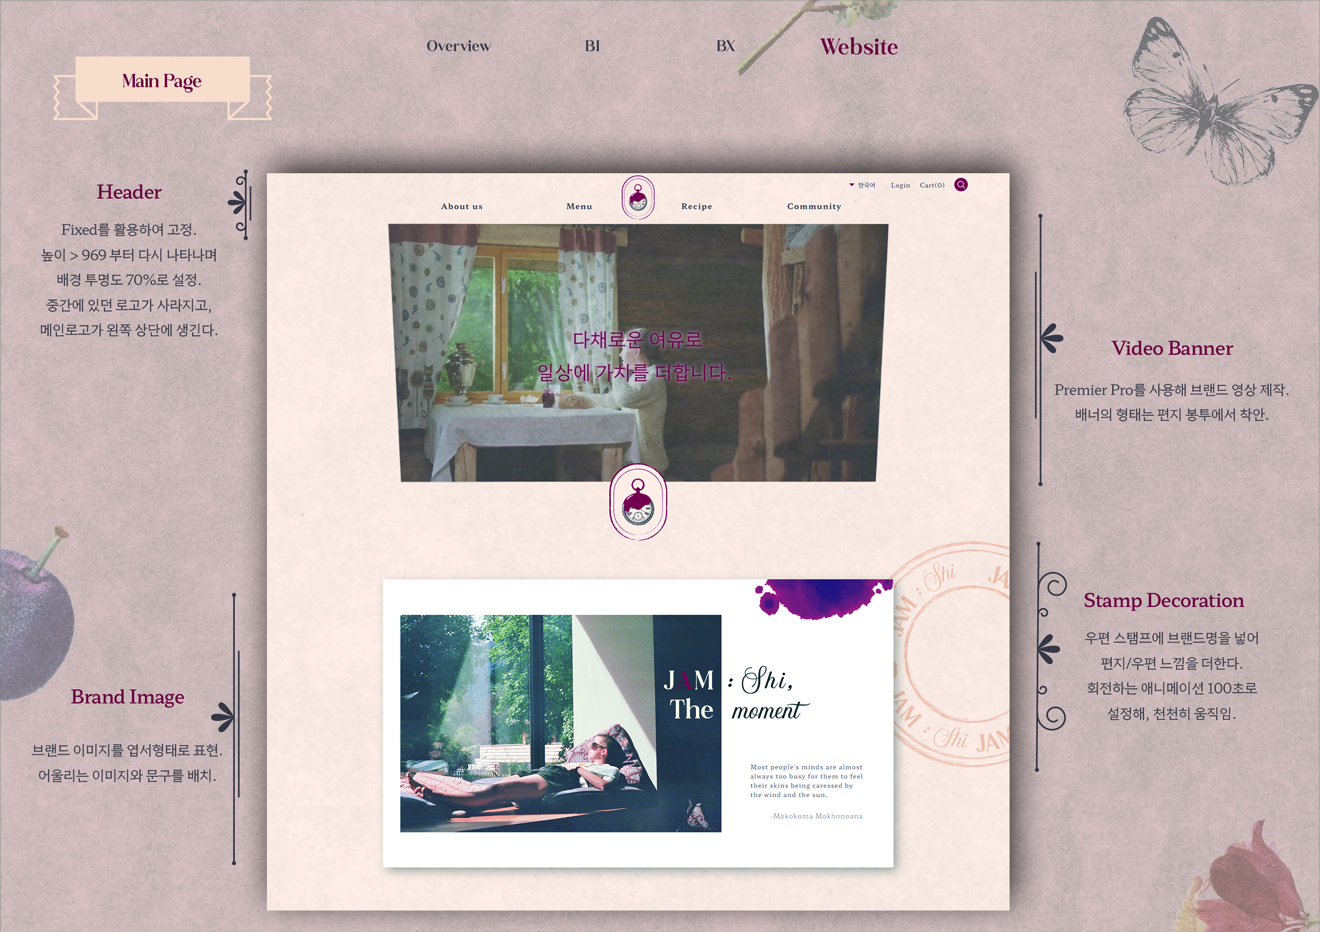 Overview
BI
BX
Website
Main Page
Header
Fixed를 활용하여 고정.
높이 > 969 부터 다시 나타나며
배경 투명도 70%로 설정.
중간에 있던 로고가 사라지고,
메인로고가 왼쪽 상단에 생긴다.
한국어
Login
Cart(0)
About us
Menu
Recipe
Community
다채로운 여유로
일상에 가치를 더합니다.
Video Banner
Premier Pro를 사용해 브랜드 영상 제작.
배너의 형태는 편지 봉투에서 착안.
Brand Image
브랜드 이미지를 엽서형태로 표현.
어울리는 이미지와 문구를 배치.
JAM : Shi,
The moment
Most people's minds are almost
always too busy for them to feel
their skins being caressed by
the wind and the sun.
-Mokokoma Mokhonoana
JAM : Shi JA
JAM : Shi JAM
Stamp Decoration
우편 스탬프에 브랜드명을 넣어
편지/우편 느낌을 더한다.
회전하는 애니메이션 100초로
설정해, 천천히 움직임.